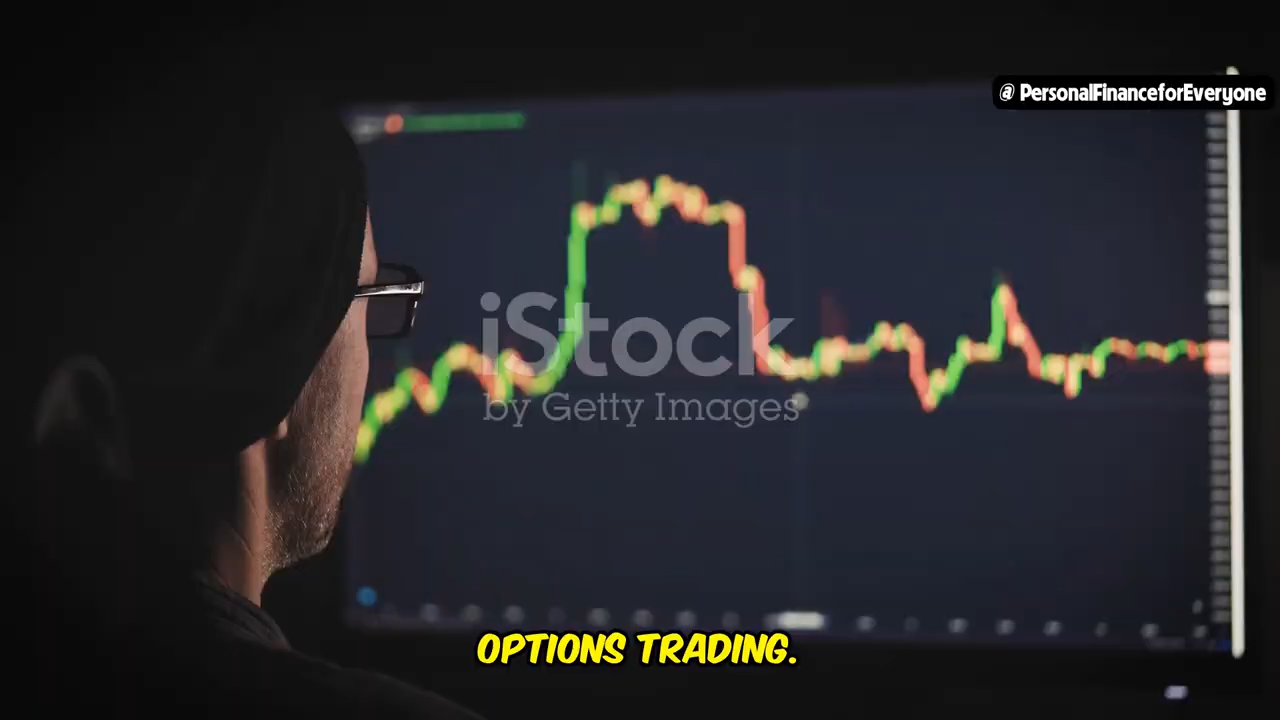 @ PersonalFinanceforEveryone
iStock
by Getty Images
OPTIONS TRADING.